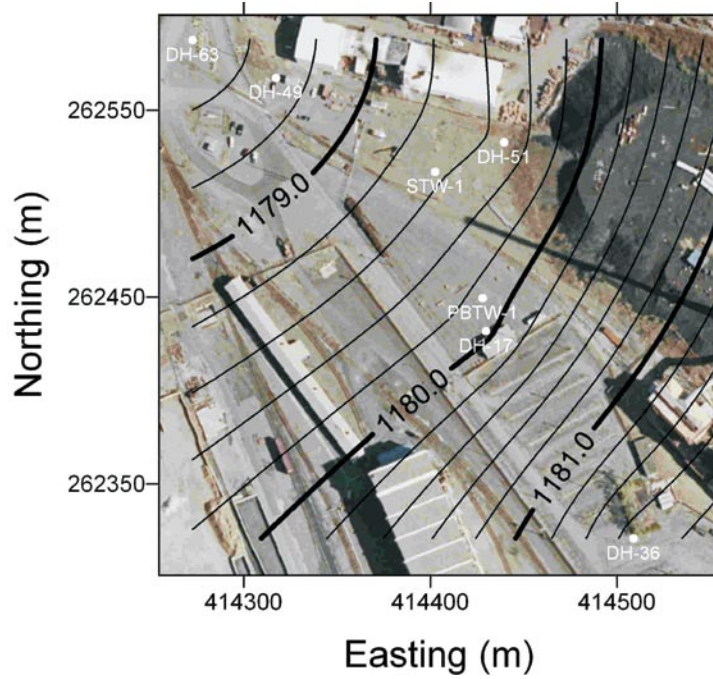 DH-63
DH-49
262550
DH-51
STW-1
1179.0
Northing (m)
262450
PBTW-1
DH-17
1180.0
262350
1181.0
DH-36
414300
414400
414500
Easting (m)